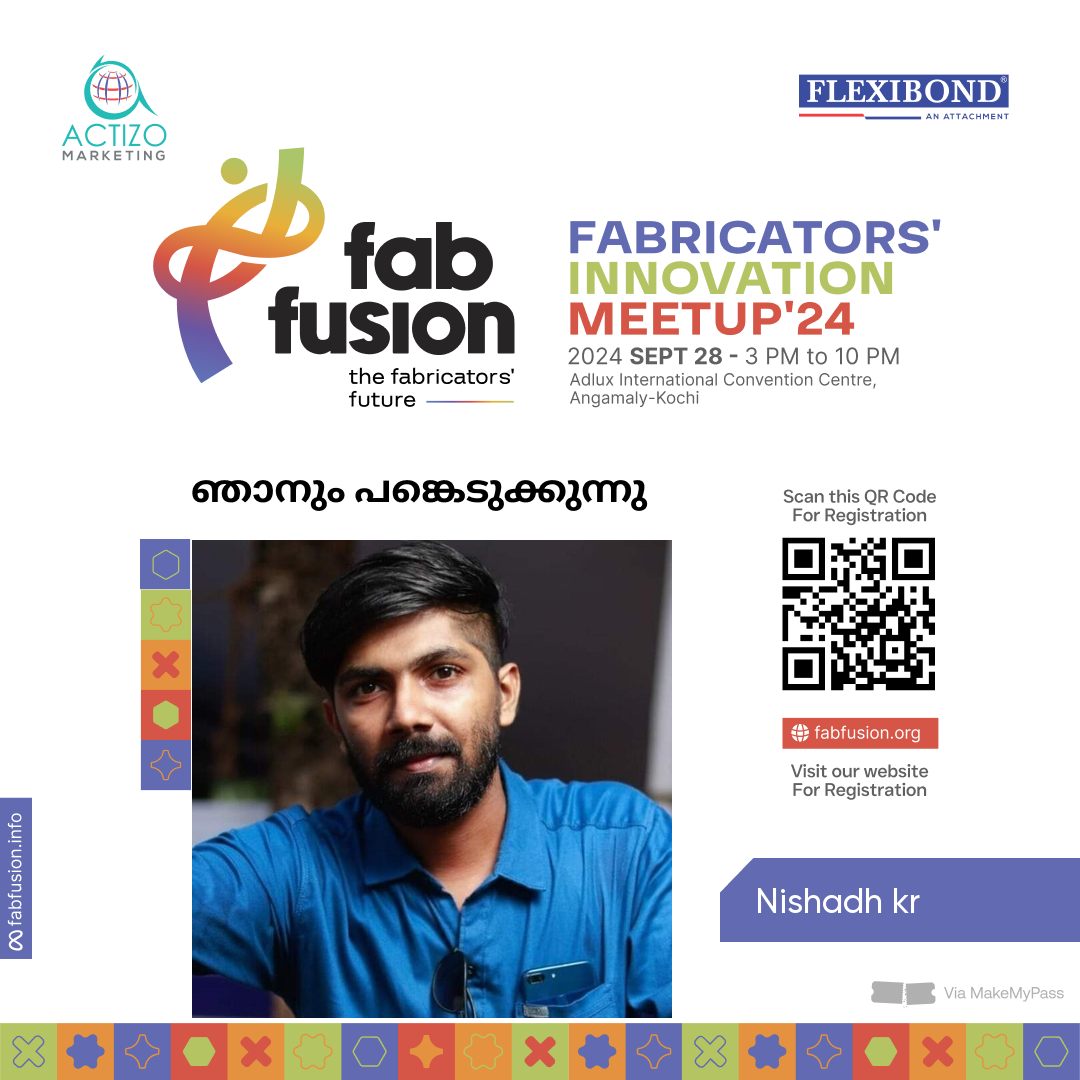 ACTIZO
MARKETING
FLEXIBOND®
AN ATTACHMENT
fab
fusion
the fabricators'
future
FABRICATORS'
INNOVATION
MEETUP'24
2024 SEPT 28 - 3 PM to 10 PM
Adlux International Convention Centre,
Angamaly-Kochi
ഞാനും പങ്കെടുക്കുന്നു
Scan this QR Code
For Registration
fabfusion.org
Visit our website
For Registration
fabfusion.info
Nishadh kr
Via MakeMyPass